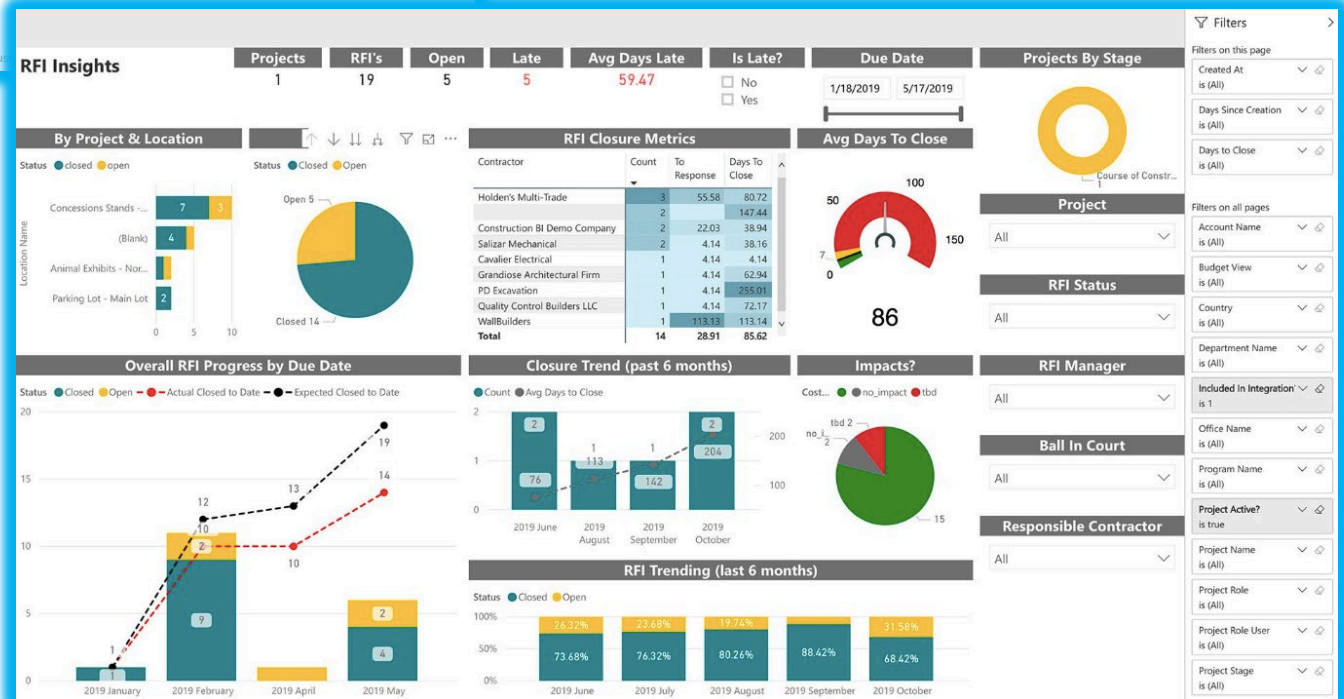 RFI Insights
Projects
1
RFI's
19
Open
5
Late
5
Avg Days Late
59.47
Is Late?
No
Yes
Due Date
1/18/2019 5/17/2019
Projects By Stage
Course of Constr...
1
By Project & Location
Status closed open
Location Name
Concessions Stands -... 7 3
(Blank) 4
Animal Exhibits - Nor...
Parking Lot - Main Lot 2
0 5 10
Status Closed Open
Open 5
Closed 14
RFI Closure Metrics
Contractor Count To Response Days To Close
Holden's Multi-Trade 3 55.58 80.72
2 147.44
Construction BI Demo Company 2 22.03 38.94
Salizar Mechanical 2 4.14 38.16
Cavalier Electrical 1 4.14 4.14
Grandiose Architectural Firm 1 4.14 62.94
PD Excavation 1 4.14 255.01
Quality Control Builders LLC 1 4.14 72.17
WallBuilders 1 113.13 113.14
Total 14 28.91 85.62
Avg Days To Close
0
7
50
100
150
86
Project
All
RFI Status
All
RFI Manager
All
Ball In Court
All
Responsible Contractor
All
Overall RFI Progress by Due Date
Status Closed Open Actual Closed to Date Expected Closed to Date
20
15
10
5
0
1
1
12
10
2
9
13
10
19
14
2
4
2019 January 2019 February 2019 April 2019 May
Closure Trend (past 6 months)
Count Avg Days to Close
2
1
0
200
100
2 1 1 2
76 113 142 204
2019 June 2019 August 2019 September 2019 October
Impacts?
Cost... no_impact tbd
tbd 2
no_i...
2
15
RFI Trending (last 6 months)
Status Closed Open
100%
50%
0%
26.32% 23.68% 19.74% 31.58%
73.68% 76.32% 80.26% 88.42% 68.42%
2019 June 2019 July 2019 August 2019 September 2019 October
Filters
Filters on this page
Created At
is (All)
Days Since Creation
is (All)
Days to Close
is (All)
Filters on all pages
Account Name
is (All)
Budget View
is (All)
Country
is (All)
Department Name
is (All)
Included In Integration
is 1
Office Name
is (All)
Program Name
is (All)
Project Active?
is true
Project Name
is (All)
Project Role
is (All)
Project Role User
is (All)
Project Stage
is (All)